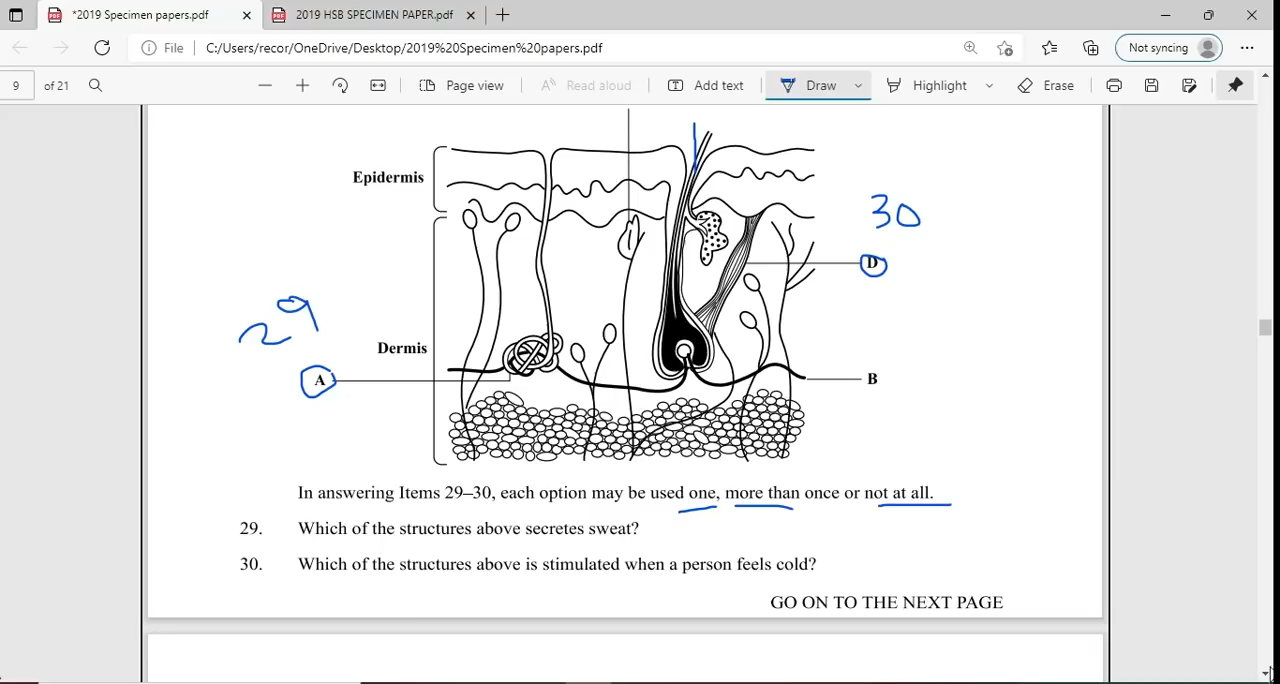 *2019 Specimen papers.pdf
2019 HSB SPECIMEN PAPER.pdf
File
C:/Users/recor/OneDrive/Desktop/2019%20Specimen%20papers.pdf
Not syncing
9 of 21
Page view
Read aloud
Add text
Draw
Highlight
Erase
Epidermis
30
D
29
Dermis
A
B
In answering Items 29–30, each option may be used one, more than once or not at all.
29. Which of the structures above secretes sweat?
30. Which of the structures above is stimulated when a person feels cold?
GO ON TO THE NEXT PAGE